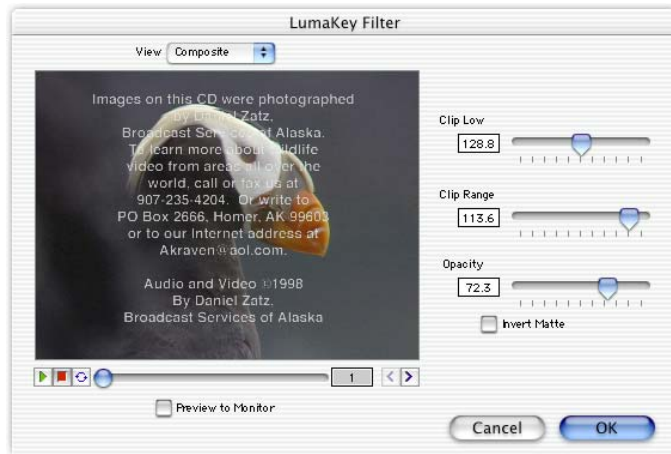 LumaKey Filter
View Composite
Images on this CD were photographed
by Daniel Zatz,
Broadcast Services of Alaska.
To learn more about wildlife
video from areas all over the
world, call or fax us at
907-235-4204. Or write to
PO Box 2666, Homer, AK 99603
or to our Internet address at
Akraven@aol.com.
Audio and Video ©1998
By Daniel Zatz,
Broadcast Services of Alaska
Clip Low
128.8
Clip Range
113.6
Opacity
72.3
Invert Matte
1
Preview to Monitor
Cancel
OK